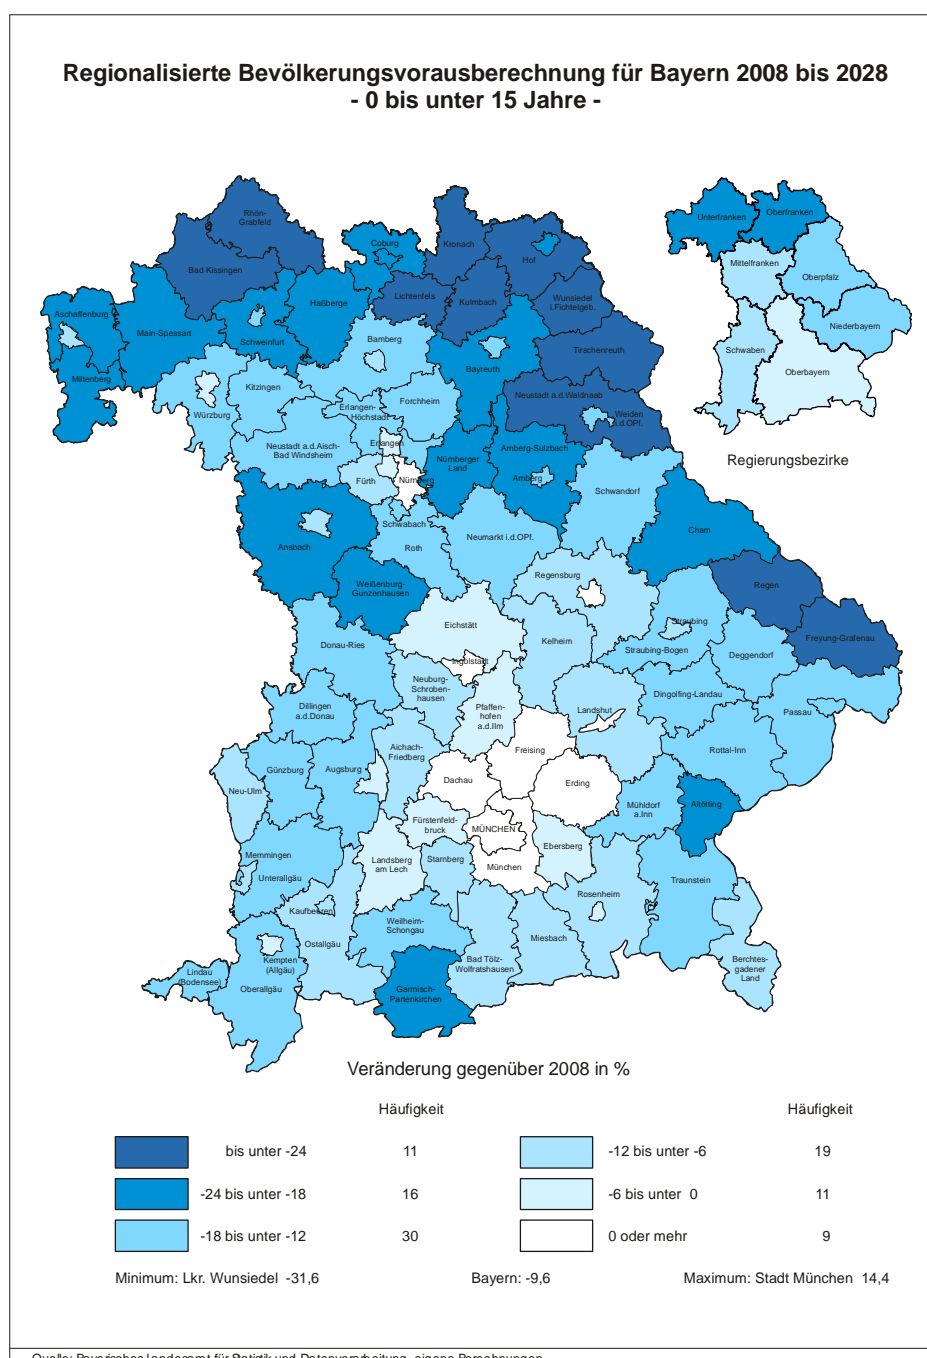 Regionalisierte Bevölkerungsvorausberechnung für Bayern 2008 bis 2028
- 0 bis unter 15 Jahre -
Rhön-
Grabfeld
Bad Kissingen
Coburg
Kronach
Hof
Lichtenfels
Kulmbach
Wunsiedel
i.Fichtelgeb.
Aschaffenburg
Main-Spessart
Schweinfurt
Haßberge
Miltenberg
Bamberg
Bayreuth
Tirschenreuth
Würzburg
Kitzingen
Erlangen-
Höchstadt
Forchheim
Neustadt a.d.Waldnaab
Weiden
i.d.OPf.
Neustadt a.d.Aisch-
Bad Windsheim
Erlangen
Fürth
Nürnberg
Nürnberger
Land
Amberg-Sulzbach
Amberg
Schwandorf
Ansbach
Schwabach
Roth
Neumarkt i.d.OPf.
Cham
Weißenburg-
Gunzenhausen
Regensburg
Regen
Eichstätt
Kelheim
Straubing
Straubing-Bogen
Freyung-Grafenau
Deggendorf
Donau-Ries
Ingolstadt
Neuburg-
Schroben-
hausen
Pfaffen-
hofen
a.d.Ilm
Landshut
Dingolfing-Landau
Passau
Dillingen
a.d.Donau
Aichach-
Friedberg
Freising
Rottal-Inn
Neu-Ulm
Günzburg
Augsburg
Dachau
Erding
Mühldorf
a.Inn
Altötting
Fürstenfeld-
bruck
MÜNCHEN
München
Ebersberg
Memmingen
Unterallgäu
Landsberg
am Lech
Starnberg
Rosenheim
Traunstein
Kaufbeuren
Ostallgäu
Weilheim-
Schongau
Bad Tölz-
Wolfratshausen
Miesbach
Berchtes-
gadener
Land
Kempten
(Allgäu)
Lindau
(Bodensee)
Oberallgäu
Garmisch-
Partenkirchen
Unterfranken
Oberfranken
Mittelfranken
Oberpfalz
Niederbayern
Schwaben
Oberbayern
Regierungsbezirke
Veränderung gegenüber 2008 in %
Häufigkeit Häufigkeit
bis unter -24 11 -12 bis unter -6 19
-24 bis unter -18 16 -6 bis unter 0 11
-18 bis unter -12 30 0 oder mehr 9
Minimum: Lkr. Wunsiedel -31,6 Bayern: -9,6 Maximum: Stadt München 14,4
Quelle: Bayerisches Landesamt für Statistik und Datenverarbeitung, eigene Berechnungen